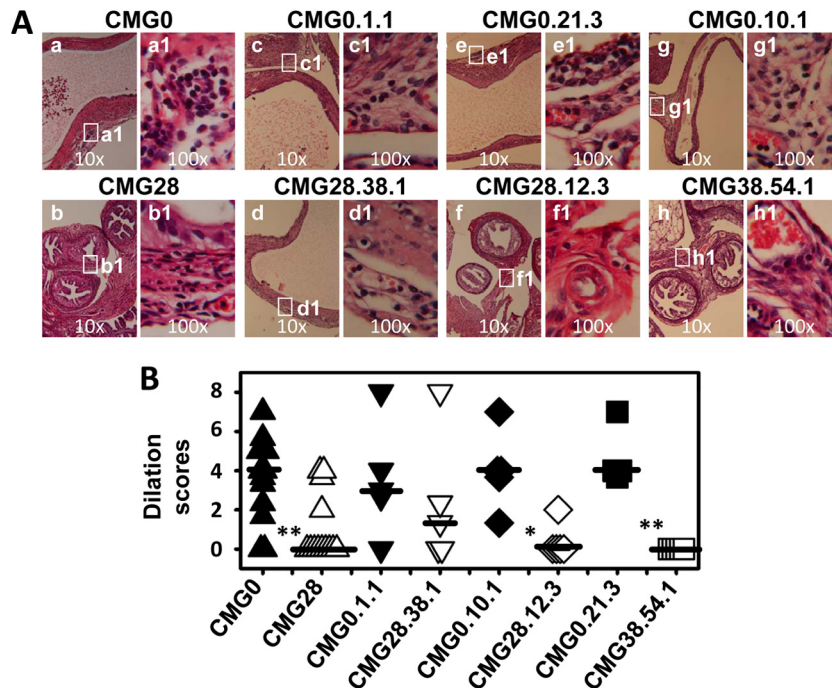 A
CMG0 CMG0.1.1 CMG0.21.3 CMG0.10.1
a a1 c c1 e e1 g g1
a1 c1 e1 g1
10x 100x 10x 100x 10x 100x 10x 100x
CMG28 CMG28.38.1 CMG28.12.3 CMG38.54.1
b b1 d d1 f f1 h h1
b1 d1 f1 h1
10x 100x 10x 100x 10x 100x 10x 100x
B
Dilation
scores
8
6
4
2
0
** * **
CMG0
CMG28
CMG0.1.1
CMG28.38.1
CMG0.10.1
CMG28.12.3
CMG0.21.3
CMG38.54.1